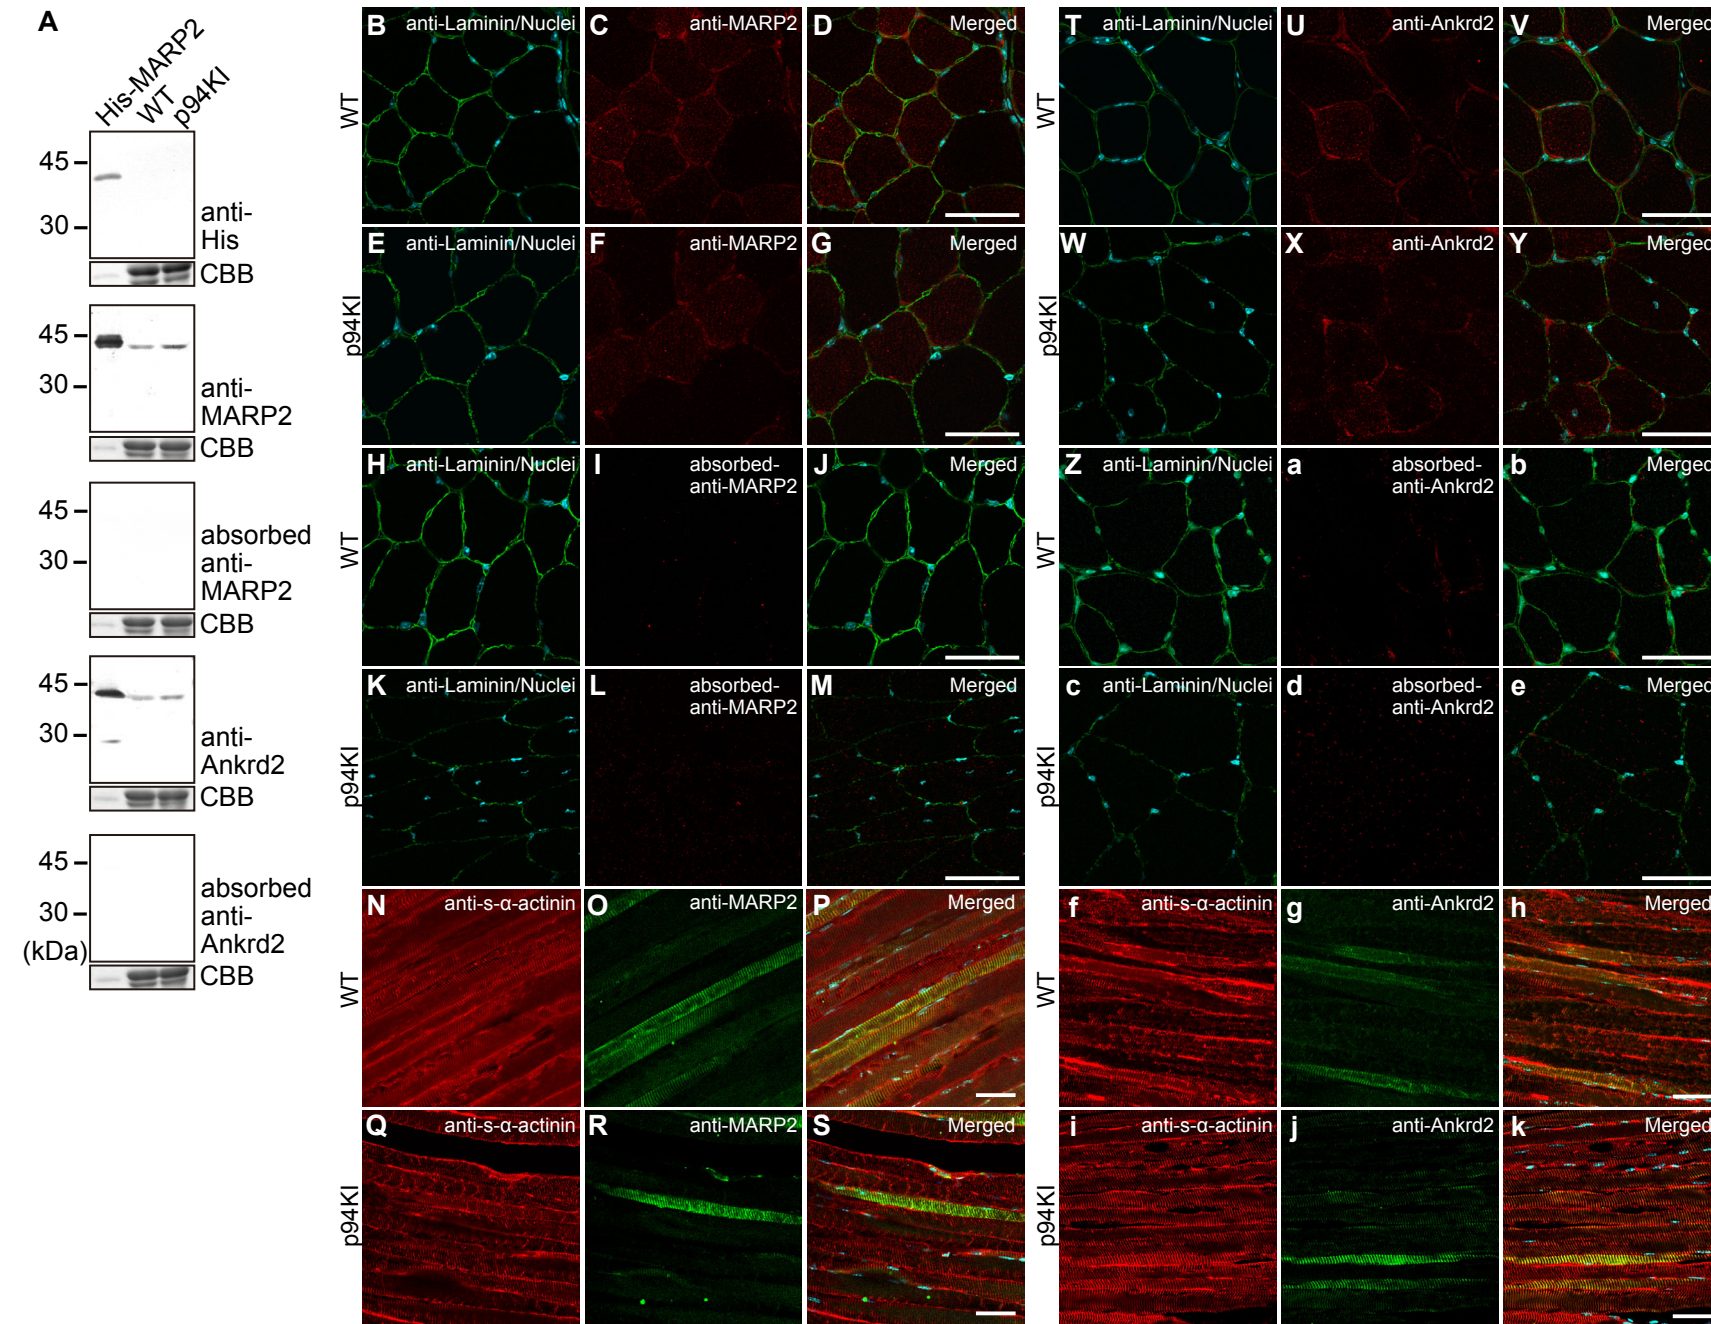 A
His-MARP2
WT
p94KI
45
30
anti-
His
CBB
45
30
anti-
MARP2
CBB
45
30
absorbed
anti-
MARP2
CBB
45
30
anti-
Ankrd2
CBB
45
30
(kDa)
absorbed
anti-
Ankrd2
CBB
WT
B anti-Laminin/Nuclei
C anti-MARP2
D Merged
p94KI
E anti-Laminin/Nuclei
F anti-MARP2
G Merged
WT
H anti-Laminin/Nuclei
I absorbed-
anti-MARP2
J Merged
p94KI
K anti-Laminin/Nuclei
L absorbed-
anti-MARP2
M Merged
WT
N anti-s-α-actinin
O anti-MARP2
P Merged
p94KI
Q anti-s-α-actinin
R anti-MARP2
S Merged
WT
T anti-Laminin/Nuclei
U anti-Ankrd2
V Merged
p94KI
W anti-Laminin/Nuclei
X anti-Ankrd2
Y Merged
WT
Z anti-Laminin/Nuclei
a absorbed-
anti-Ankrd2
b Merged
p94KI
c anti-Laminin/Nuclei
d absorbed-
anti-Ankrd2
e Merged
WT
f anti-s-α-actinin
g anti-Ankrd2
h Merged
p94KI
i anti-s-α-actinin
j anti-Ankrd2
k Merged